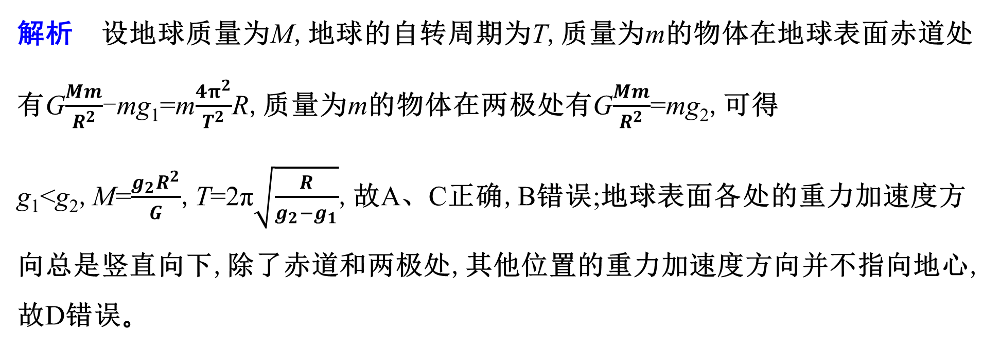 解析 设地球质量为M, 地球的自转周期为T, 质量为m的物体在地球表面赤道处
有$G\frac{Mm}{R^2}-mg_1=m\frac{4π^2}{T^2}R$, 质量为m的物体在两极处有$G\frac{Mm}{R^2}=mg_2$, 可得
$g_1<g_2$, $M=\frac{g_2R^2}{G}$, $T=2π\sqrt{\frac{R}{g_2-g_1}}$, 故A、C正确, B错误;地球表面各处的重力加速度方
向总是竖直向下, 除了赤道和两极处, 其他位置的重力加速度方向并不指向地心,
故D错误。